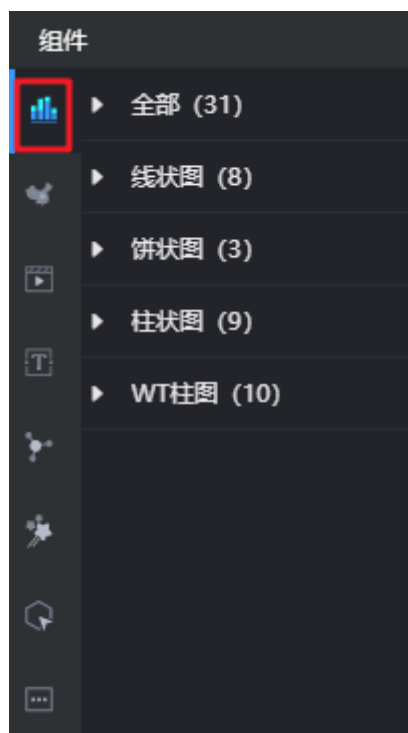 组件
全部 (31)
线状图 (8)
饼状图 (3)
T
柱状图 (9)
WT柱图 (10)